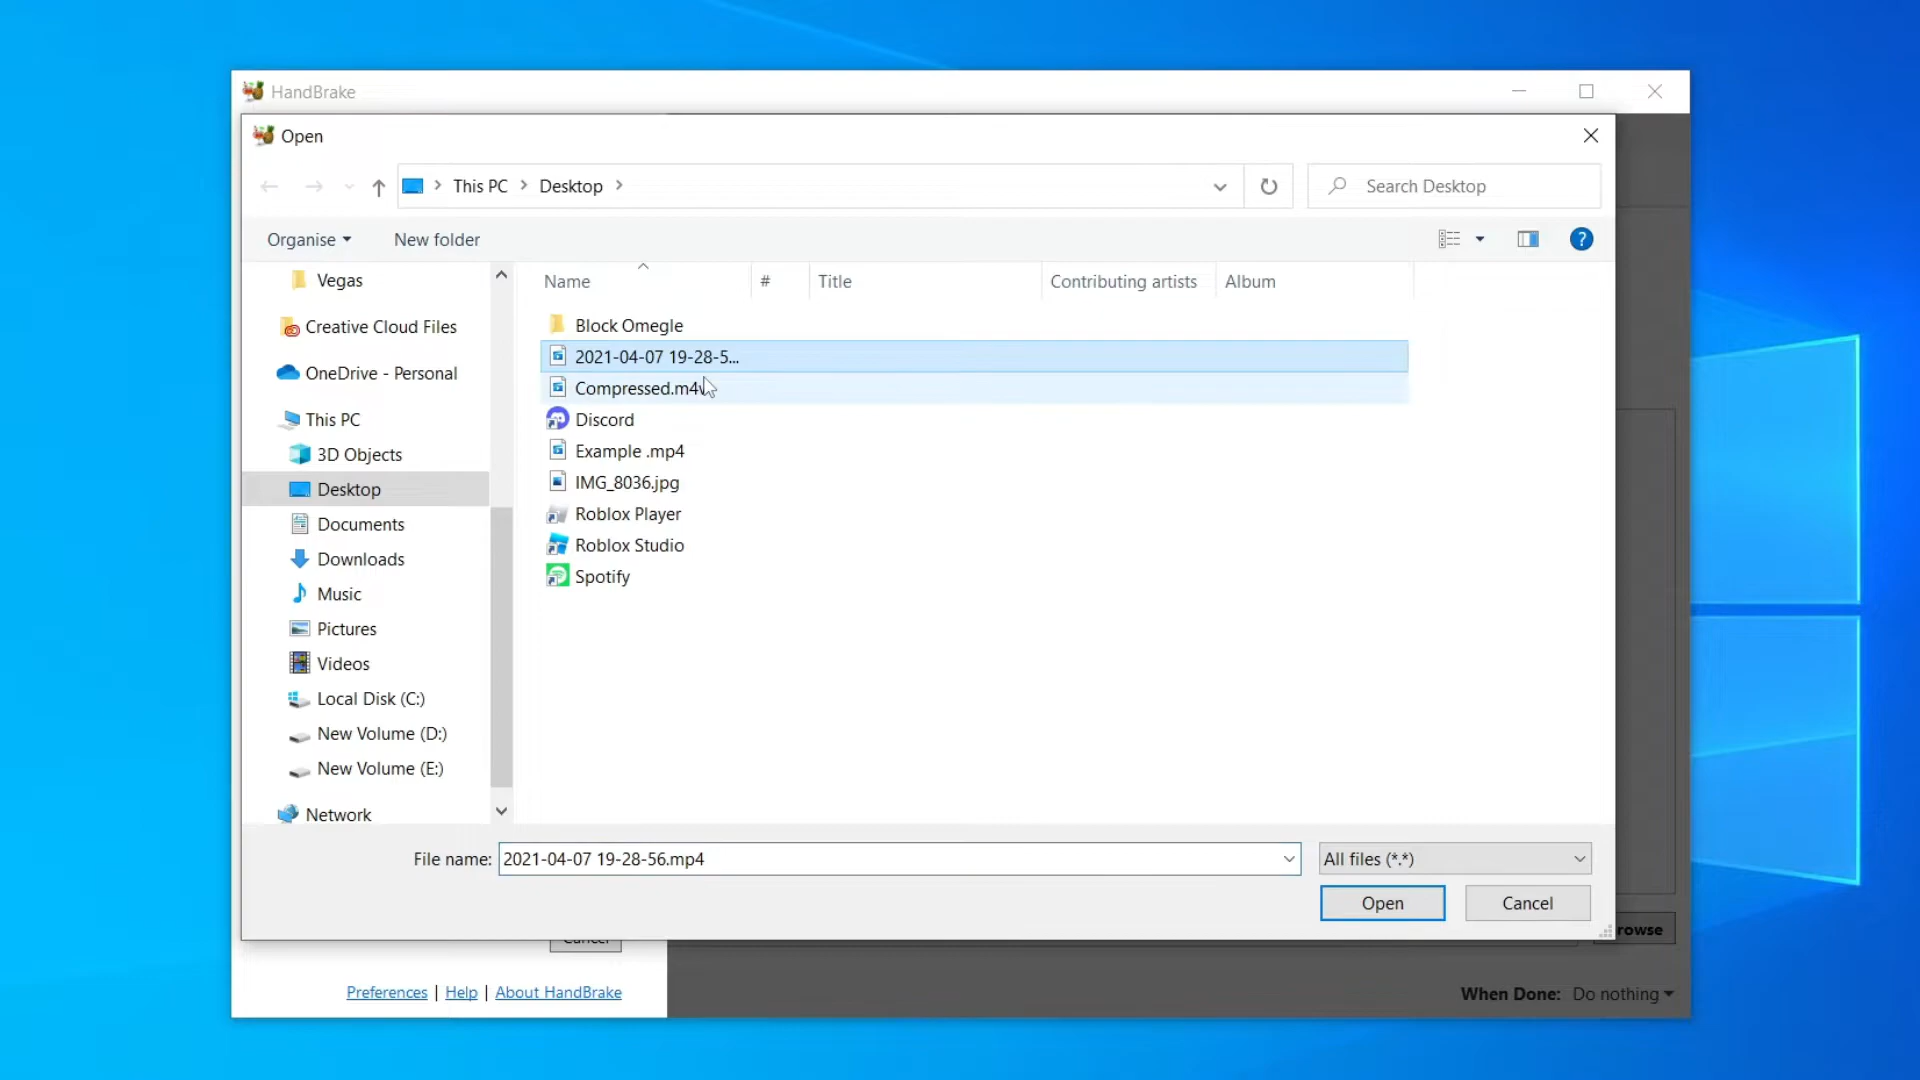 HandBrake
Open
This PC Desktop
Search Desktop
Organise New folder
?
Name # Title Contributing artists Album
Vegas
Creative Cloud Files
OneDrive - Personal
This PC
3D Objects
Desktop
Documents
Downloads
Music
Pictures
Videos
Local Disk (C:)
New Volume (D:)
New Volume (E:)
Network
Block Omegle
2021-04-07 19-28-5...
Compressed.m4v
Discord
Example .mp4
IMG_8036.jpg
Roblox Player
Roblox Studio
Spotify
File name: 2021-04-07 19-28-56.mp4 All files (*.*)
Open Cancel
Cancel
rowse
Preferences | Help | About HandBrake
When Done: Do nothing